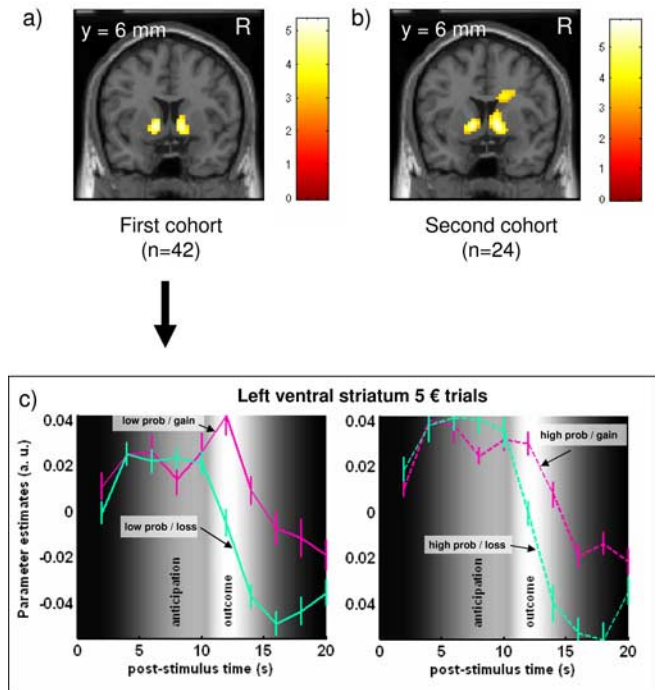 a)
y = 6 mm
R
5
4
3
2
1
0
First cohort
(n=42)
b)
y = 6 mm
R
5
4
3
2
1
0
Second cohort
(n=24)
c)
Left ventral striatum 5 € trials
Parameter estimates (a. u.)
0.04
0.02
0
-0.02
-0.04
low prob / gain
low prob / loss
anticipation
outcome
0 5 10 15 20
post-stimulus time (s)
0.04
0.02
0
-0.02
0.04
high prob / gain
high prob / loss
anticipation
outcome
0 5 10 15 20
post-stimulus time (s)